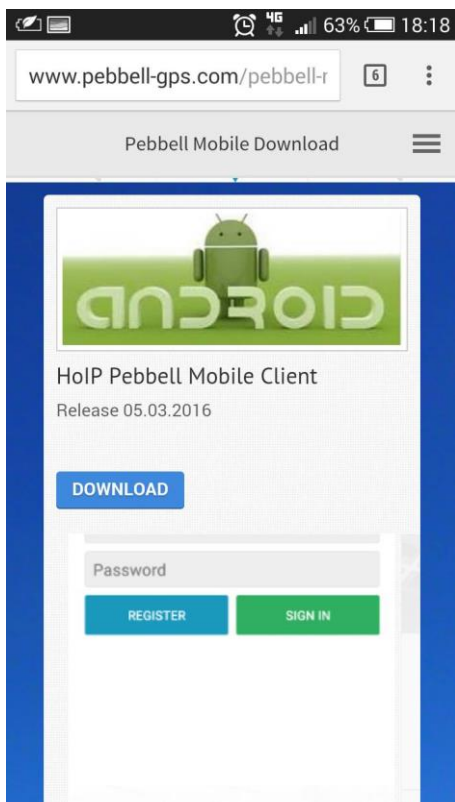 4G 63% 18:18
www.pebbell-gps.com/pebbell-r 6
Pebbell Mobile Download
ANDROID
HoIP Pebbell Mobile Client
Release 05.03.2016
DOWNLOAD
Password
REGISTER SIGN IN